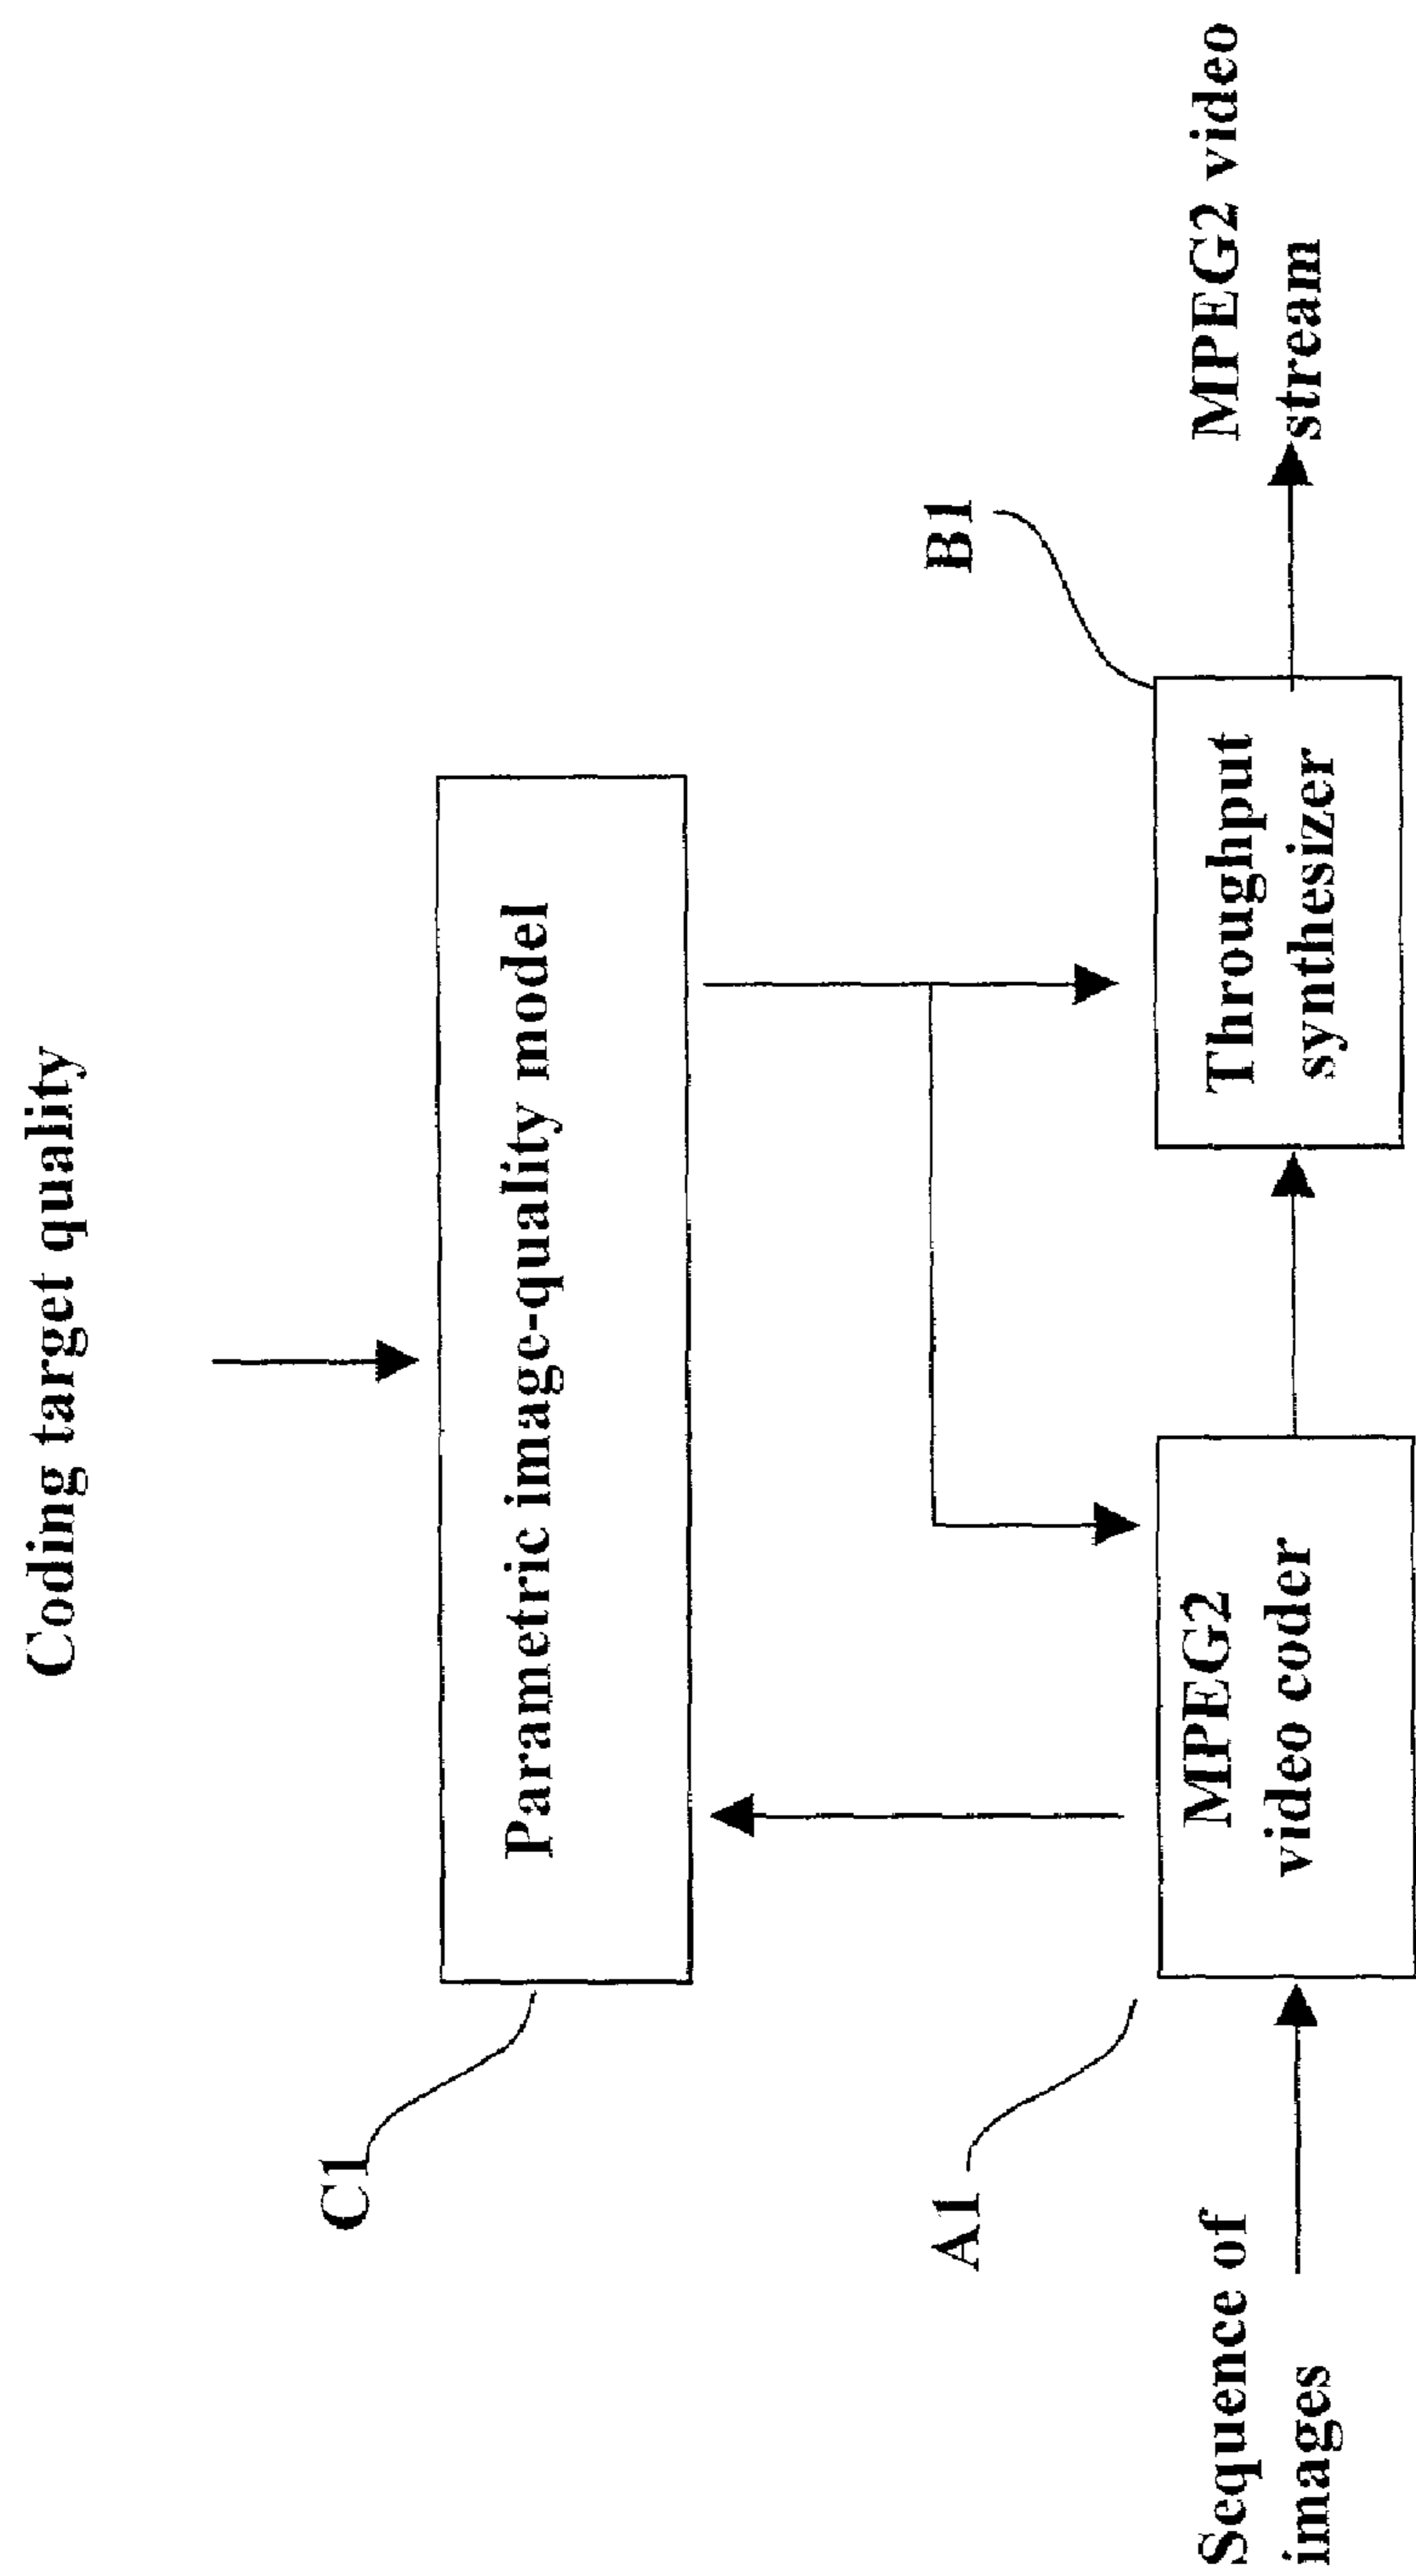 Coding target quality
C1
Parametric image-quality model
A1
B1
Sequence of
images
MPEG2
video coder
Throughput
synthesizer
MPEG2 video
stream